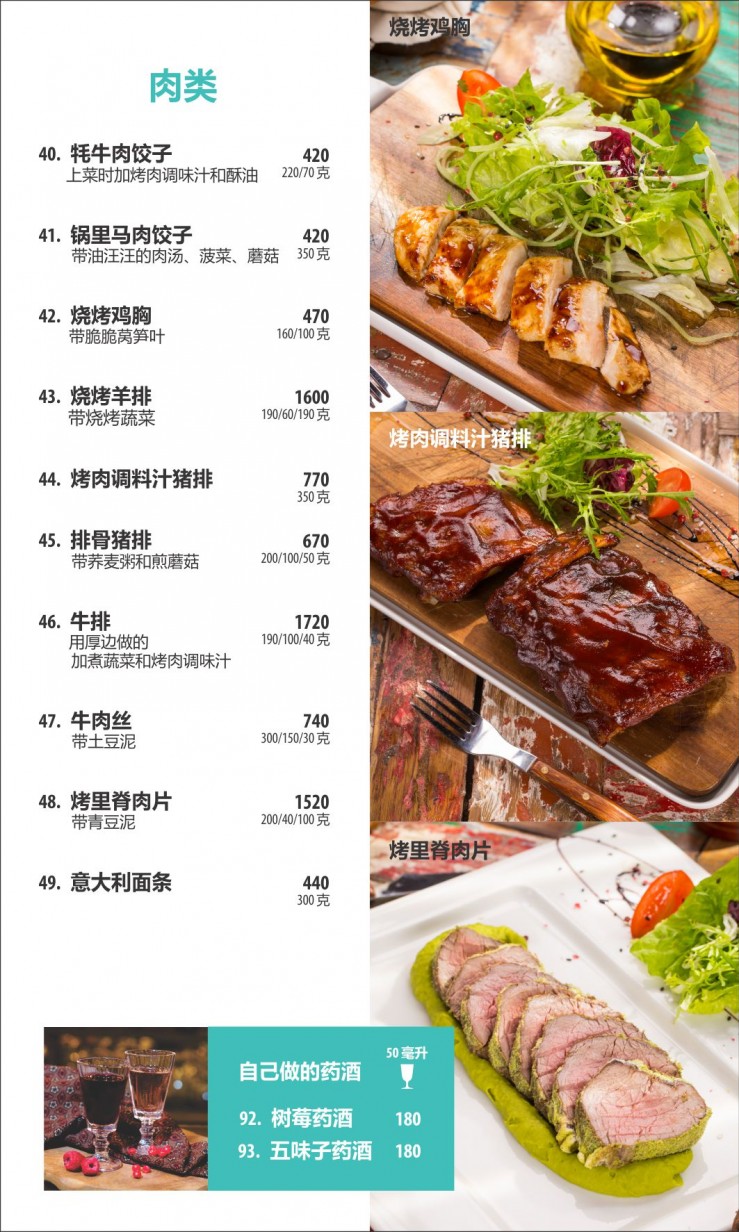 肉类
40. 牦牛肉饺子 420
上菜时加烤肉调味汁和酥油 220/70 克
41. 锅里马肉饺子 420
带油汪汪的肉汤、菠菜、蘑菇 350 克
42. 烧烤鸡胸 470
带脆脆莴笋叶 160/100 克
43. 烧烤羊排 1600
带烧烤蔬菜 190/60/190 克
44. 烤肉调料汁猪排 770
350 克
45. 排骨猪排 670
带荞麦粥和煎蘑菇 200/100/50 克
46. 牛排 1720
用厚边做的 190/100/40 克
加煮蔬菜和烤肉调味汁
47. 牛肉丝 740
带土豆泥 300/150/30 克
48. 烤里脊肉片 1520
带青豆泥 200/40/100 克
49. 意大利面条 440
300 克
自己做的药酒 50 毫升
92. 树莓药酒 180
93. 五味子药酒 180
烧烤鸡胸
烤肉调料汁猪排
烤里脊肉片